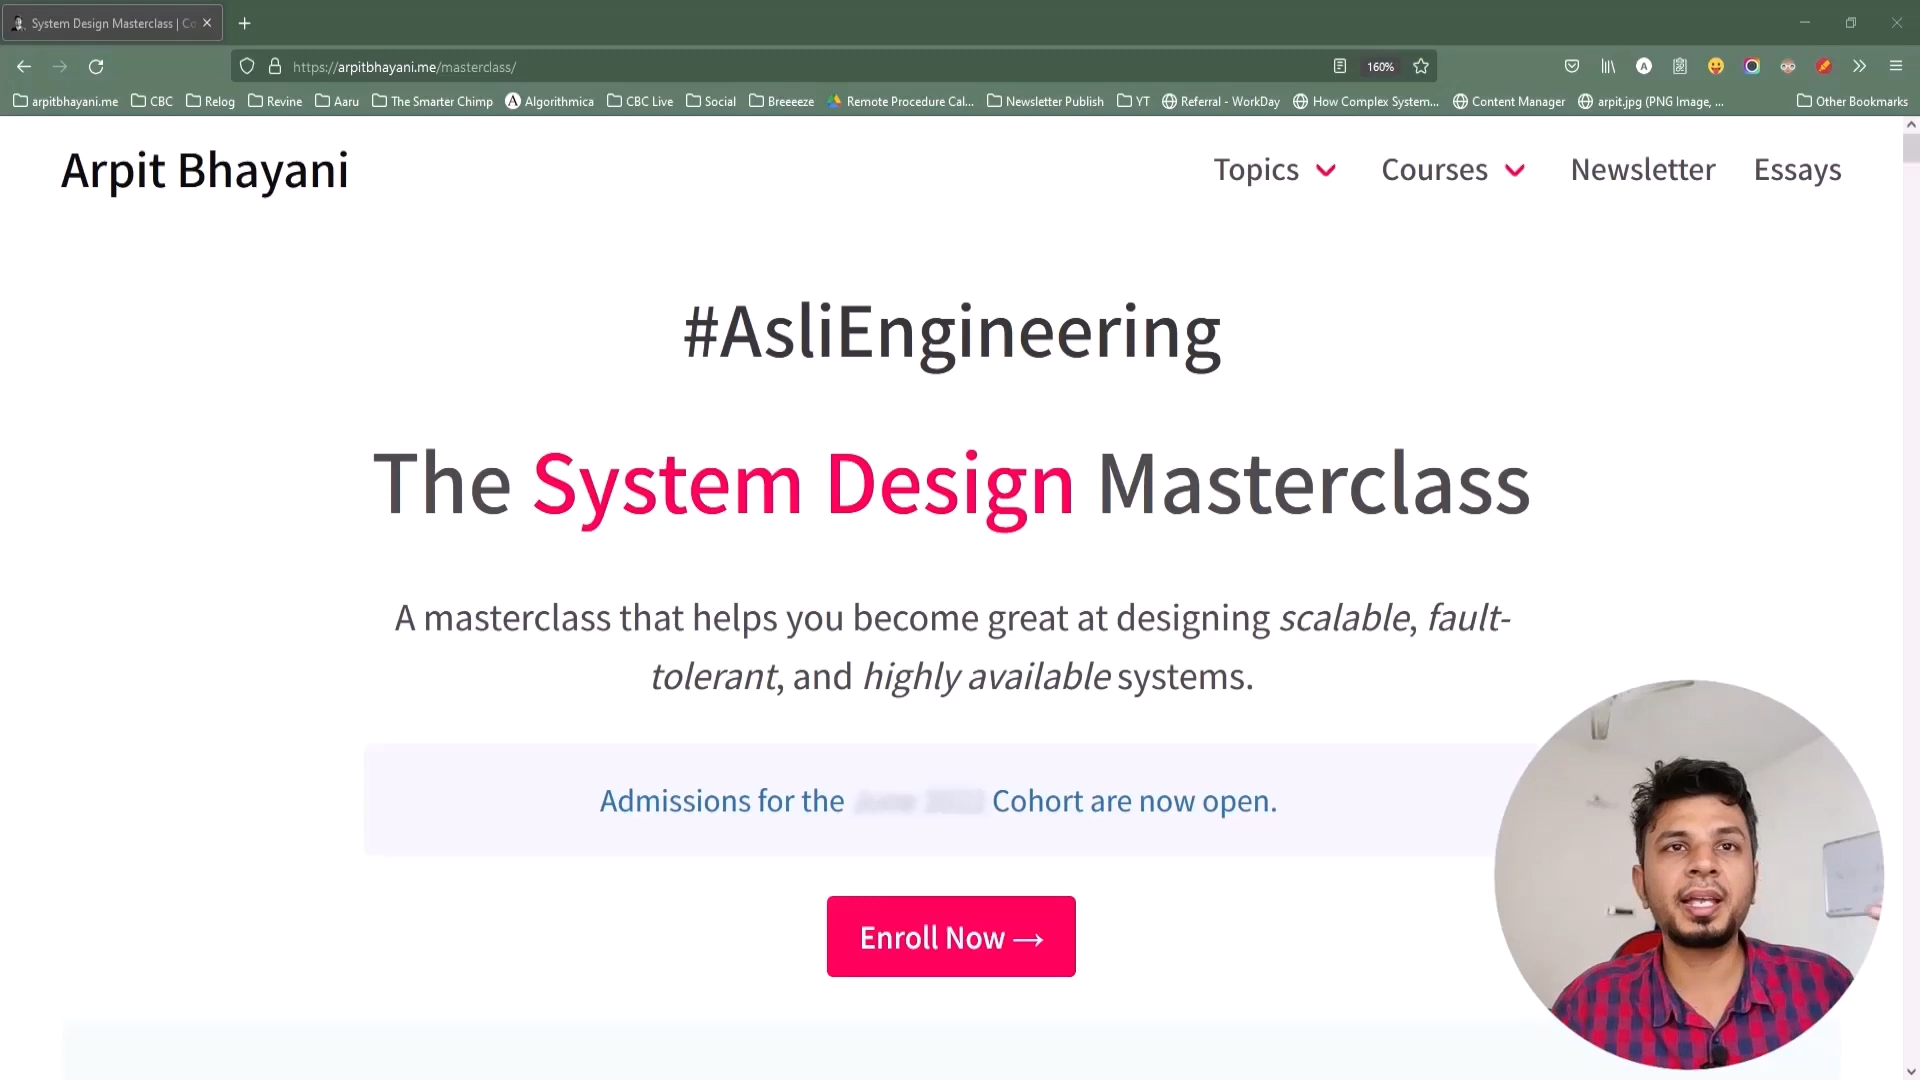 System Design Masterclass | Co
https://arpitbhayani.me/masterclass/
160%
arpitbhayani.me CBC Relog Revine Aaru The Smarter Chimp Algorithmica CBC Live Social Breeeeze Remote Procedure Cal... Newsletter Publish YT Referral - WorkDay How Complex System... Content Manager arpit.jpg (PNG Image, ... Other Bookmarks
Arpit Bhayani
Topics Courses Newsletter Essays
#AsliEngineering
The System Design Masterclass
A masterclass that helps you become great at designing scalable, fault-
tolerant, and highly available systems.
Admissions for the Cohort are now open.
Enroll Now →